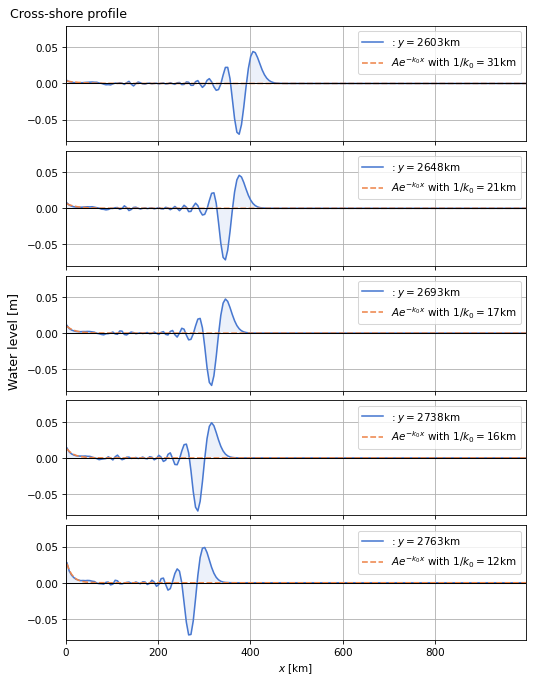 Cross-shore profile
0.05
0.00
−0.05
: y = 2603km
Ae^{−k₀x} with 1/k₀ = 31km
0.05
0.00
−0.05
: y = 2648km
Ae^{−k₀x} with 1/k₀ = 21km
Water level [m]
0.05
0.00
−0.05
: y = 2693km
Ae^{−k₀x} with 1/k₀ = 17km
0.05
0.00
−0.05
: y = 2738km
Ae^{−k₀x} with 1/k₀ = 16km
0.05
0.00
−0.05
: y = 2763km
Ae^{−k₀x} with 1/k₀ = 12km
0 200 400 600 800
x [km]